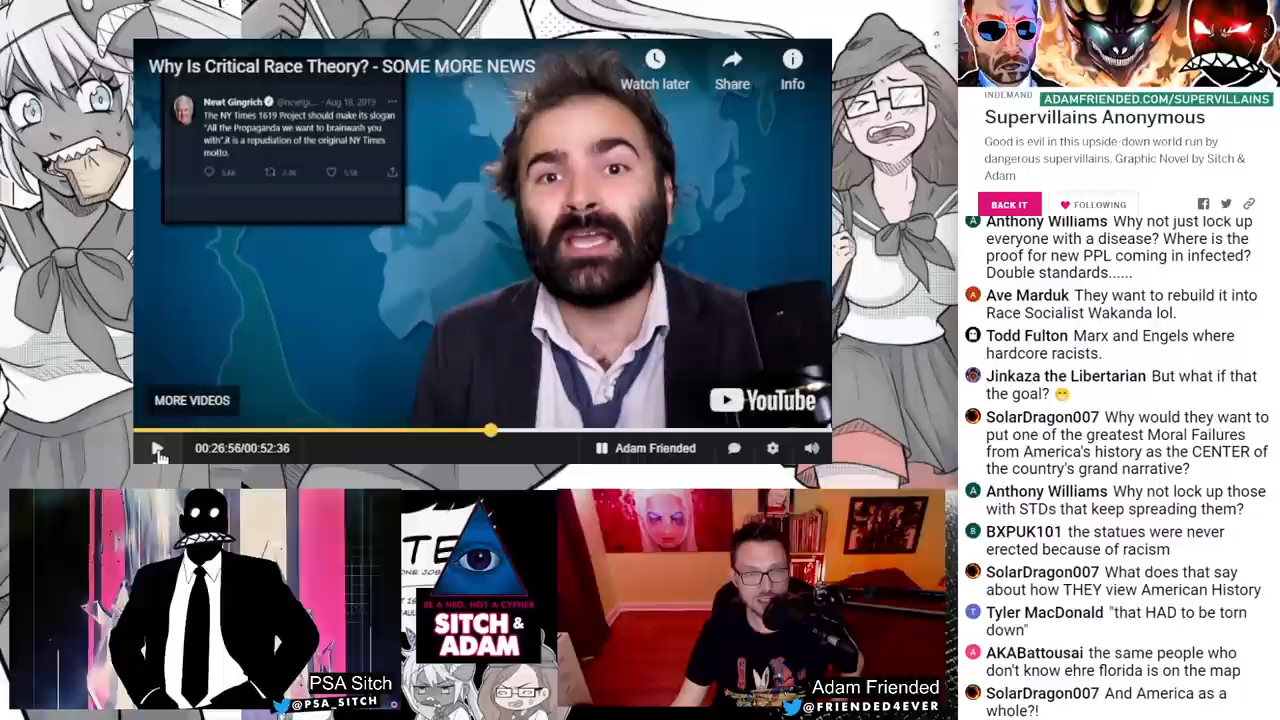 Why Is Critical Race Theory? - SOME MORE NEWS
Watch later
Share
Info
Newt Gingrich @newtgi... · Aug 18, 2019
The NY Times 1619 Project should make its slogan
"All the Propaganda we want to brainwash you
with".it is a repudiation of the original NY Times
motto.
5.5K
MORE VIDEOS
YouTube
00:26:56/00:52:36
Adam Friended
BE A NEO, NOT A CYPHER
SITCH &
ADAM
PSA Sitch
@PSA_SITCH
Adam Friended
@FRIENDED4EVER
INDEMAND
ADAMFRIENDED.COM/SUPERVILLAINS
Supervillains Anonymous
Good is evil in this upside-down world run by
dangerous supervillains. Graphic Novel by Sitch &
Adam
BACK IT
FOLLOWING
Anthony Williams Why not just lock up
everyone with a disease? Where is the
proof for new PPL coming in infected?
Double standards......
Ave Marduk They want to rebuild it into
Race Socialist Wakanda lol.
Todd Fulton Marx and Engels where
hardcore racists.
Jinkaza the Libertarian But what if that
the goal? 😁
SolarDragon007 Why would they want to
put one of the greatest Moral Failures
from America's history as the CENTER of
the country's grand narrative?
Anthony Williams Why not lock up those
with STDs that keep spreading them?
BXPUK101 the statues were never
erected because of racism
SolarDragon007 What does that say
about how THEY view American History
Tyler MacDonald "that HAD to be torn
down"
AKABattousai the same people who
don't know ehre florida is on the map
SolarDragon007 And America as a
whole?!